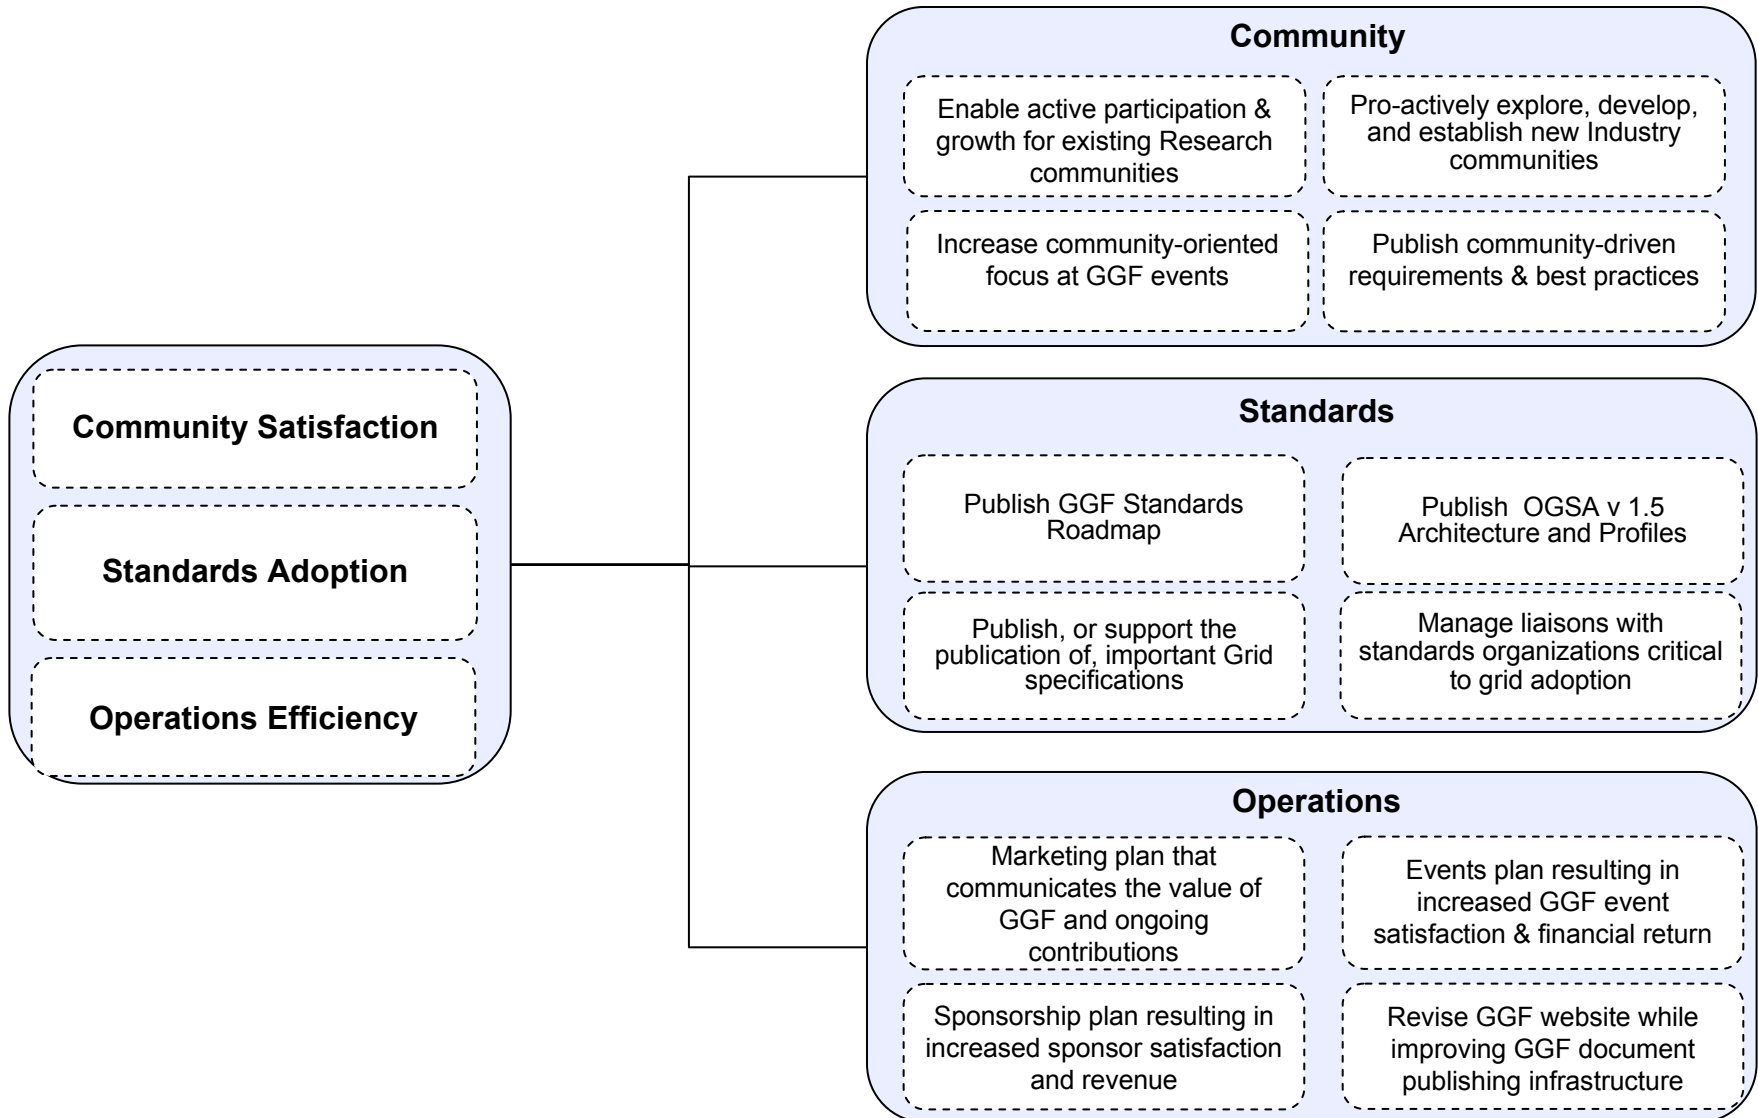 Community Satisfaction
Standards Adoption
Operations Efficiency
Community
Enable active participation &
growth for existing Research
communities
Pro-actively explore, develop,
and establish new Industry
communities
Increase community-oriented
focus at GGF events
Publish community-driven
requirements & best practices
Standards
Publish GGF Standards
Roadmap
Publish OGSA v 1.5
Architecture and Profiles
Publish, or support the
publication of, important Grid
specifications
Manage liaisons with
standards organizations critical
to grid adoption
Operations
Marketing plan that
communicates the value of
GGF and ongoing
contributions
Events plan resulting in
increased GGF event
satisfaction & financial return
Sponsorship plan resulting in
increased sponsor satisfaction
and revenue
Revise GGF website while
improving GGF document
publishing infrastructure